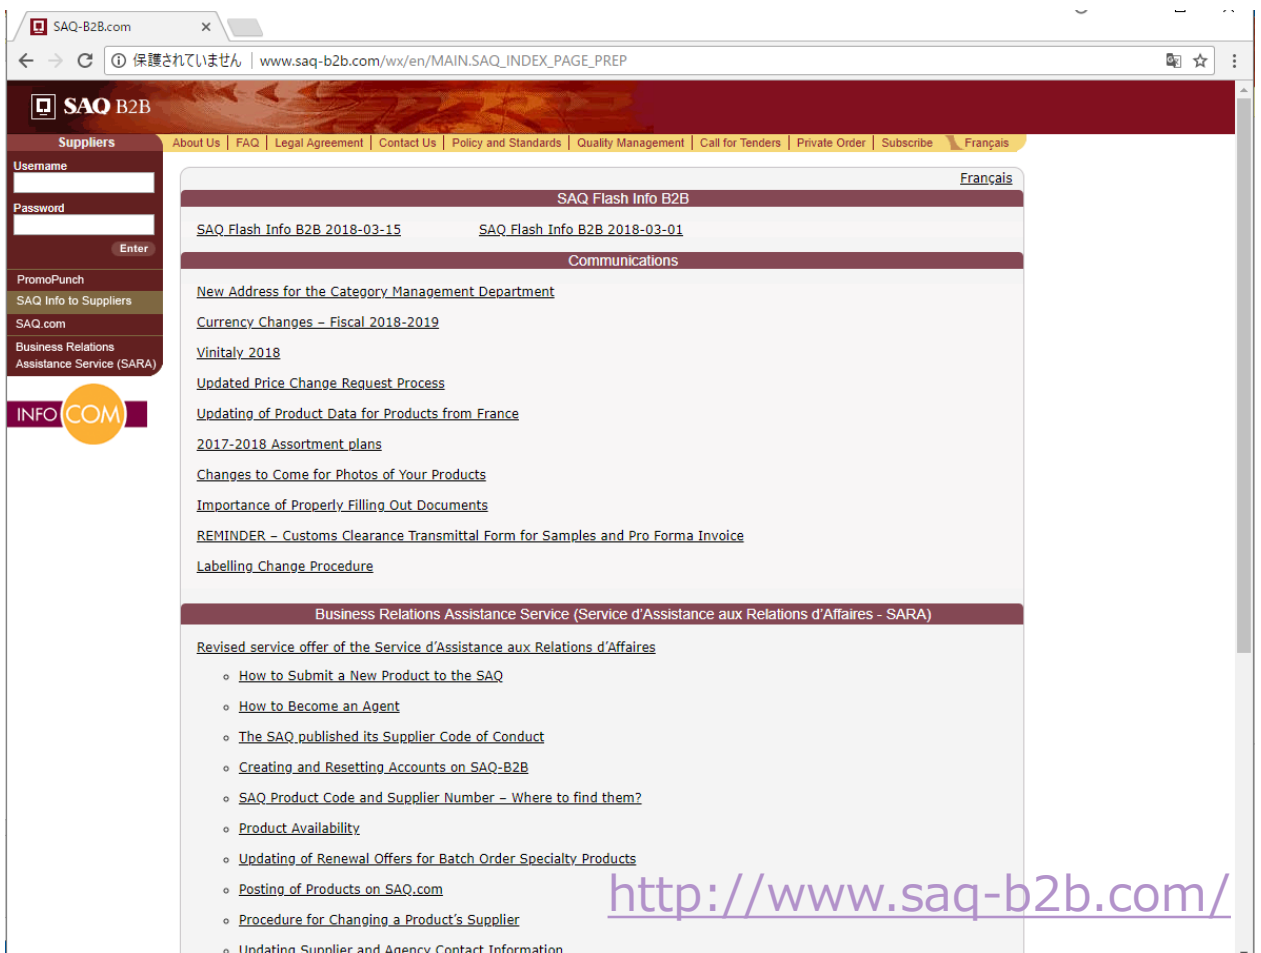 SAQ-B2B.com
保護されていません | www.saq-b2b.com/wx/en/MAIN.SAQ_INDEX_PAGE_PREP
SAQ B2B
Suppliers
About Us | FAQ | Legal Agreement | Contact Us | Policy and Standards | Quality Management | Call for Tenders | Private Order | Subscribe Français
Username
Password
Enter
PromoPunch
SAQ Info to Suppliers
SAQ.com
Business Relations
Assistance Service (SARA)
INFO COM
Français
SAQ Flash Info B2B
SAQ Flash Info B2B 2018-03-15 SAQ Flash Info B2B 2018-03-01
Communications
New Address for the Category Management Department
Currency Changes – Fiscal 2018-2019
Vinitaly 2018
Updated Price Change Request Process
Updating of Product Data for Products from France
2017-2018 Assortment plans
Changes to Come for Photos of Your Products
Importance of Properly Filling Out Documents
REMINDER – Customs Clearance Transmittal Form for Samples and Pro Forma Invoice
Labelling Change Procedure
Business Relations Assistance Service (Service d'Assistance aux Relations d'Affaires - SARA)
Revised service offer of the Service d'Assistance aux Relations d'Affaires
How to Submit a New Product to the SAQ
How to Become an Agent
The SAQ published its Supplier Code of Conduct
Creating and Resetting Accounts on SAQ-B2B
SAQ Product Code and Supplier Number – Where to find them?
Product Availability
Updating of Renewal Offers for Batch Order Specialty Products
Posting of Products on SAQ.com
Procedure for Changing a Product's Supplier
Updating Supplier and Agency Contact Information
http://www.saq-b2b.com/